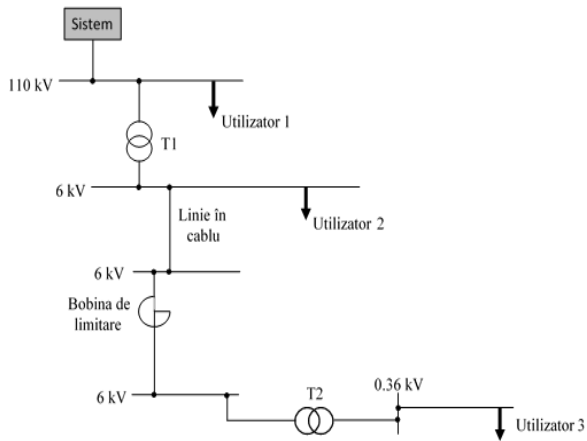 Sistem
110 kV
Utilizator 1
T1
6 kV
Linie în
cablu
Utilizator 2
6 kV
Bobina de
limitare
6 kV
T2
0.36 kV
Utilizator 3